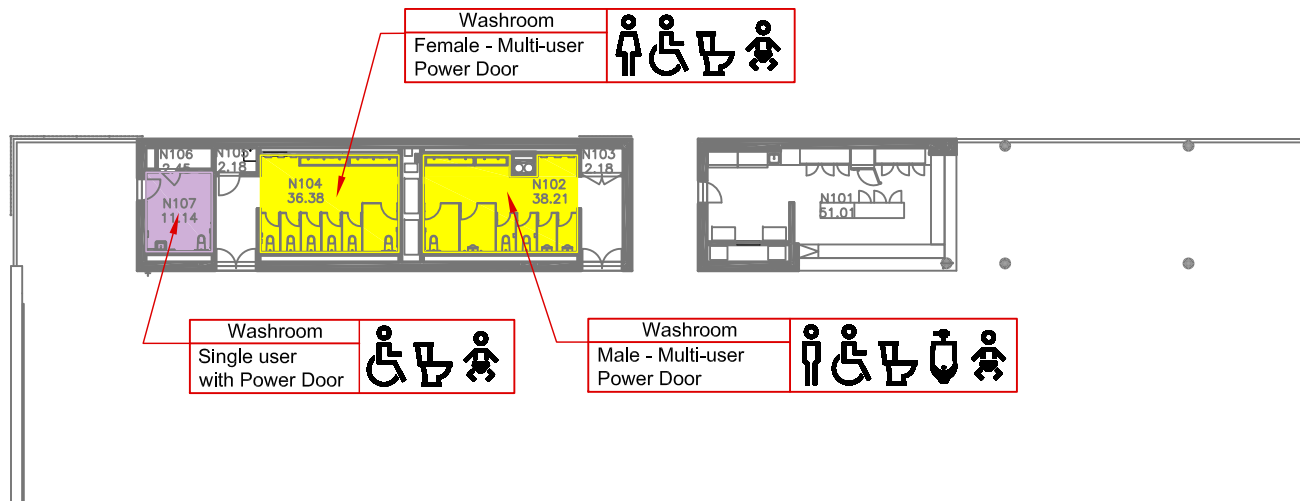 Washroom
Female - Multi-user
Power Door
N106
2.45
N105
2.18
N104
36.38
N102
38.21
N103
2.18
N107
11.14
N101
51.01
Washroom
Single user
with Power Door
Washroom
Male - Multi-user
Power Door